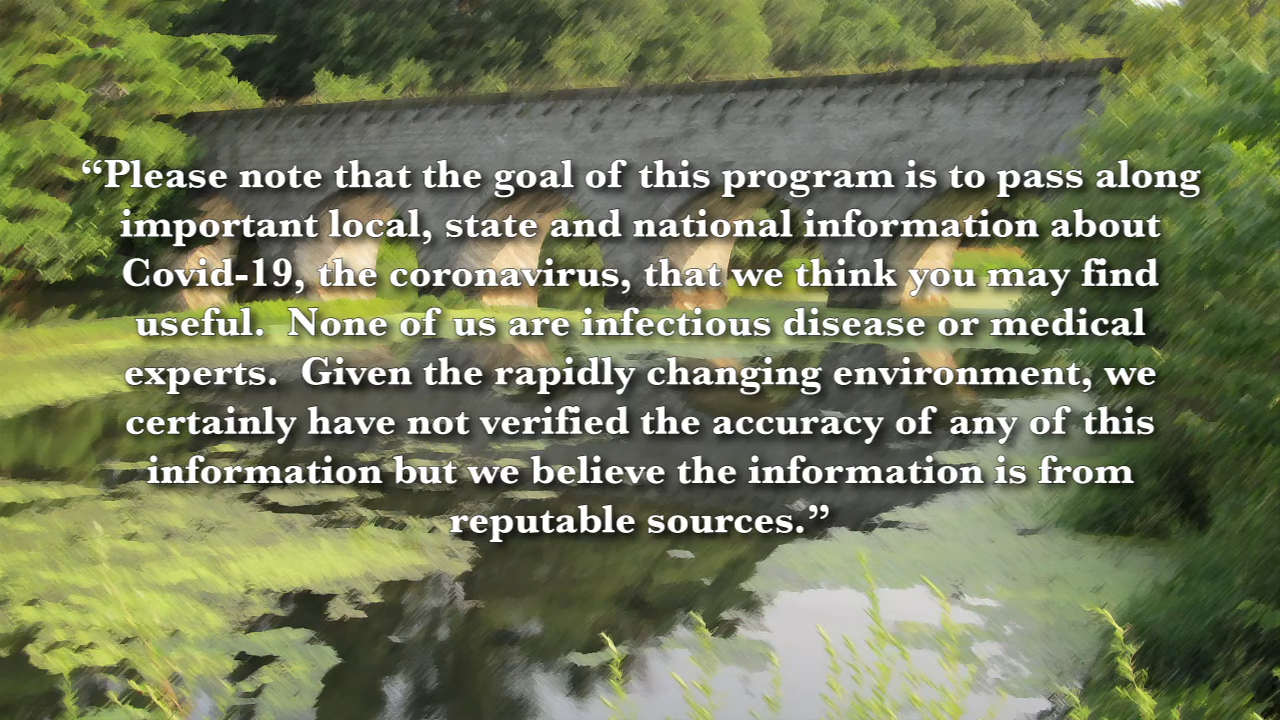 “Please note that the goal of this program is to pass along
important local, state and national information about
Covid-19, the coronavirus, that we think you may find
useful.  None of us are infectious disease or medical
experts.  Given the rapidly changing environment, we
certainly have not verified the accuracy of any of this
information but we believe the information is from
reputable sources.”